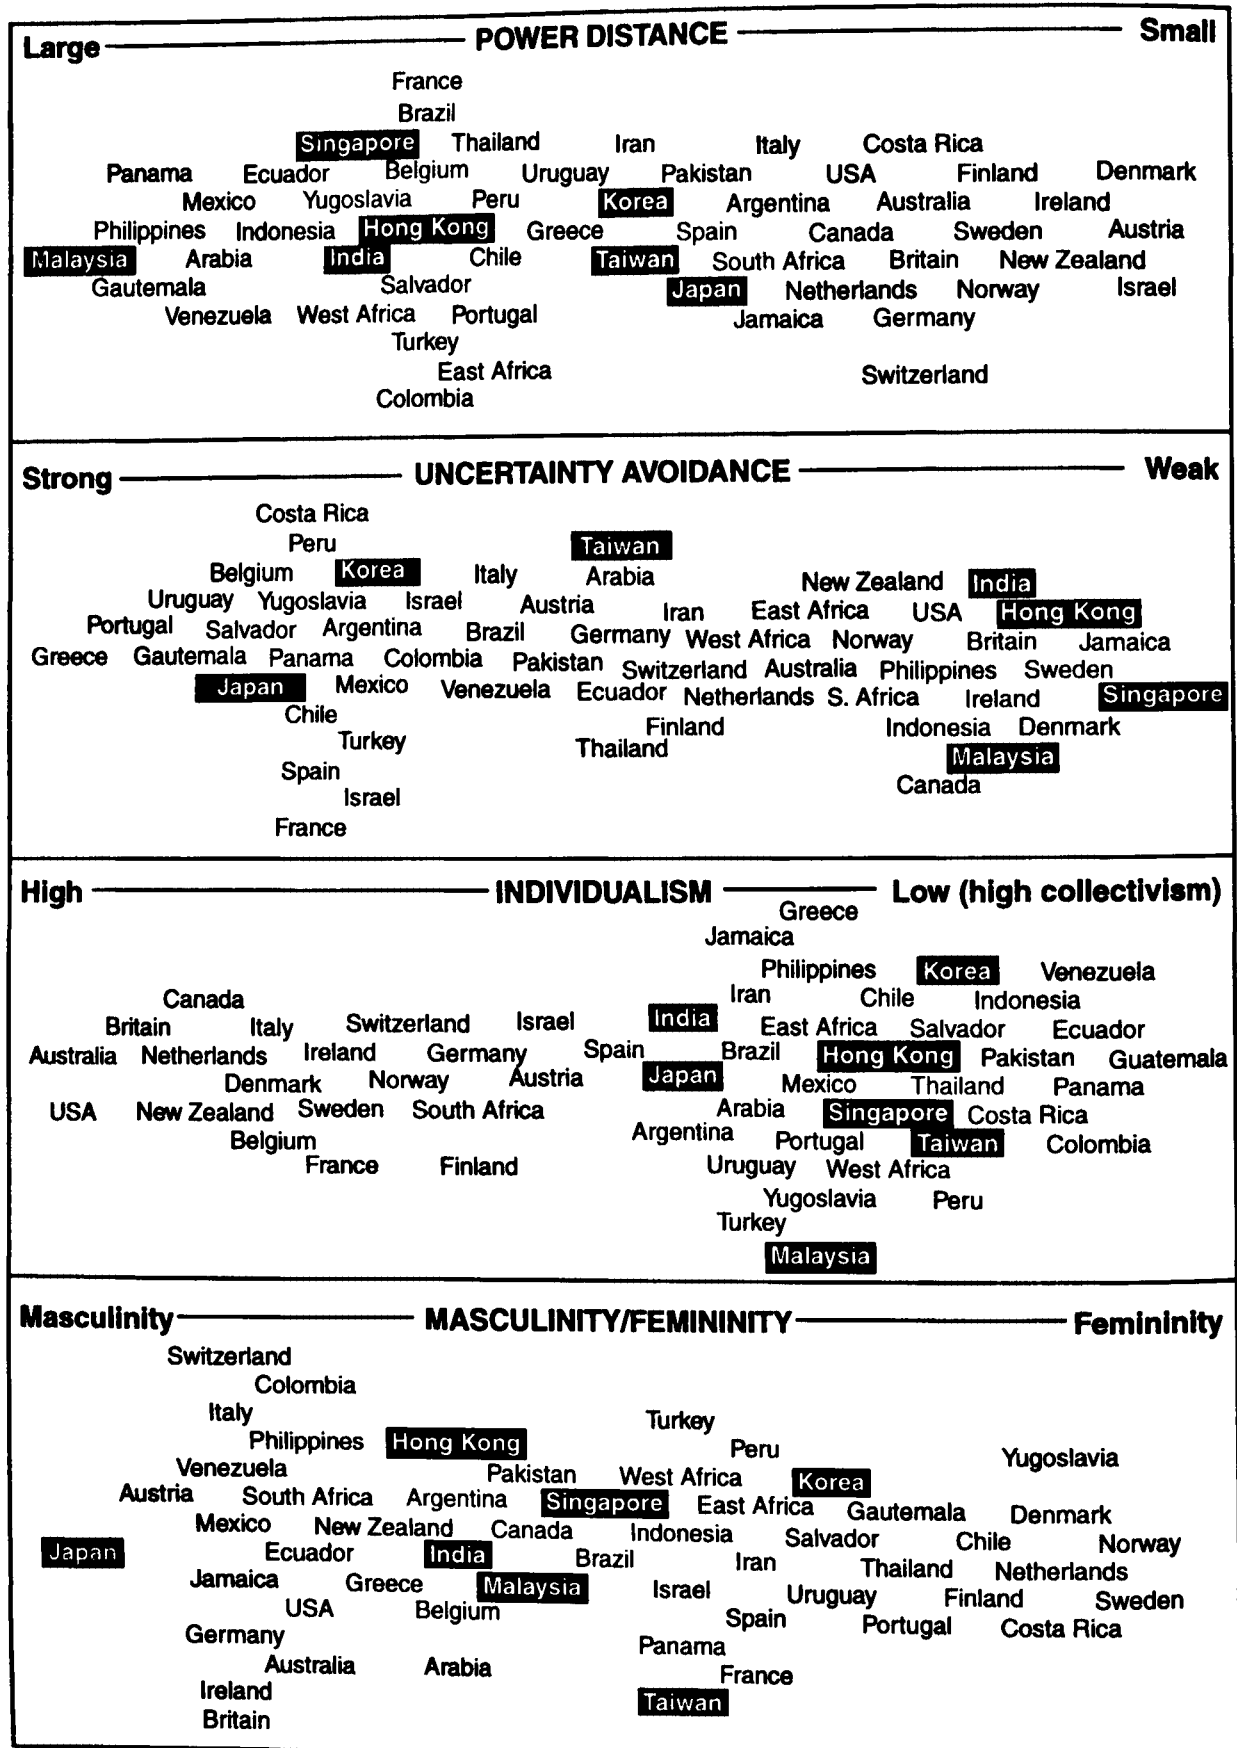 Large POWER DISTANCE Small
France
Brazil
Singapore Thailand Iran Italy Costa Rica
Panama Ecuador Belgium Uruguay Pakistan USA Finland Denmark
Mexico Yugoslavia Peru Korea Argentina Australia Ireland
Philippines Indonesia Hong Kong Greece Spain Canada Sweden Austria
Malaysia Arabia India Chile Taiwan South Africa Britain New Zealand
Gautemala Salvador Japan Netherlands Norway Israel
Venezuela West Africa Portugal Jamaica Germany
Turkey
East Africa Switzerland
Colombia
Strong UNCERTAINTY AVOIDANCE Weak
Costa Rica
Peru Taiwan
Belgium Korea Italy Arabia New Zealand India
Uruguay Yugoslavia Israel Austria Iran East Africa USA Hong Kong
Portugal Salvador Argentina Brazil Germany West Africa Norway Britain Jamaica
Greece Gautemala Panama Colombia Pakistan Switzerland Australia Philippines Sweden
Japan Mexico Venezuela Ecuador Netherlands S. Africa Ireland Singapore
Chile Finland Indonesia Denmark
Turkey Thailand Malaysia
Spain Canada
Israel
France
High INDIVIDUALISM Low (high collectivism)
Greece
Jamaica
Philippines Korea Venezuela
Canada Iran Chile Indonesia
Britain Italy Switzerland Israel India East Africa Salvador Ecuador
Australia Netherlands Ireland Germany Spain Brazil Hong Kong Pakistan Guatemala
Denmark Norway Austria Japan Mexico Thailand Panama
USA New Zealand Sweden South Africa Arabia Singapore Costa Rica
Belgium Argentina Portugal Taiwan Colombia
France Finland Uruguay West Africa
Yugoslavia Peru
Turkey
Malaysia
Masculinity MASCULINITY/FEMININITY Femininity
Switzerland
Colombia
Italy Turkey
Philippines Hong Kong Peru Yugoslavia
Venezuela Pakistan West Africa Korea
Austria South Africa Argentina Singapore East Africa Gautemala Denmark
Mexico New Zealand Canada Indonesia Salvador Chile Norway
Japan Ecuador India Brazil Iran Thailand Netherlands
Jamaica Greece Malaysia Israel Uruguay Finland Sweden
USA Belgium Spain Portugal Costa Rica
Germany Panama
Australia Arabia France
Ireland Taiwan
Britain